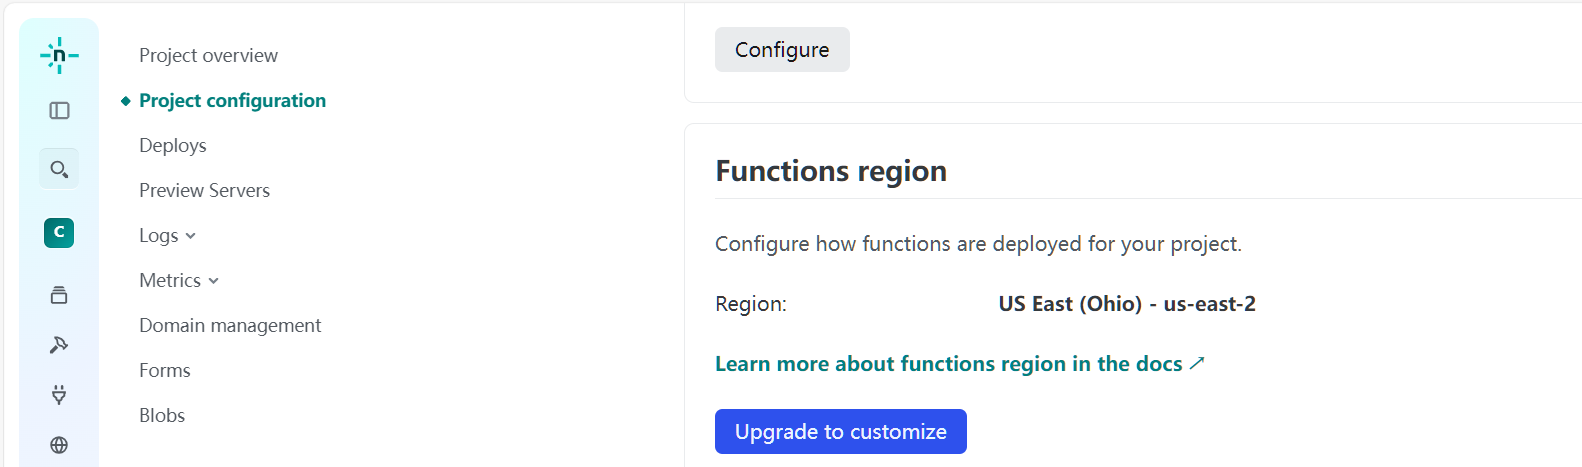 n
C
Project overview
Project configuration
Deploys
Preview Servers
Logs
Metrics
Domain management
Forms
Blobs
Configure
Functions region
Configure how functions are deployed for your project.
Region: US East (Ohio) - us-east-2
Learn more about functions region in the docs ↗
Upgrade to customize